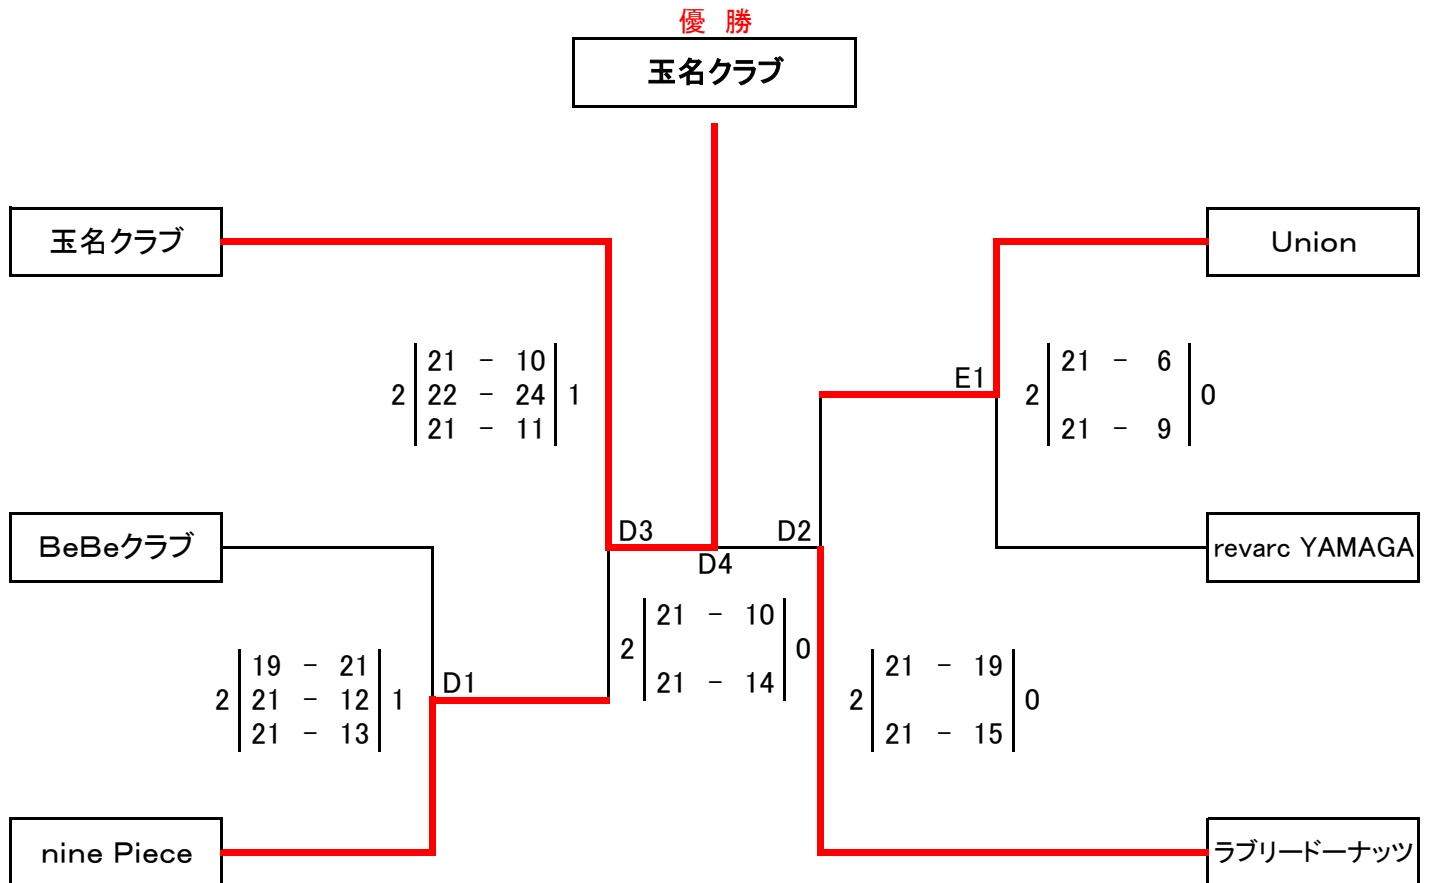 優 勝
玉名クラブ
玉名クラブ
Union
21 - 10
2 22 - 24 1
21 - 11
E1
21 - 6
2 0
21 - 9
BeBeクラブ
D3
D2
D4
revarc YAMAGA
21 - 10
2 0
21 - 14
19 - 21
2 21 - 12 1
21 - 13
D1
21 - 19
2 0
21 - 15
nine Piece
ラブリードーナッツ